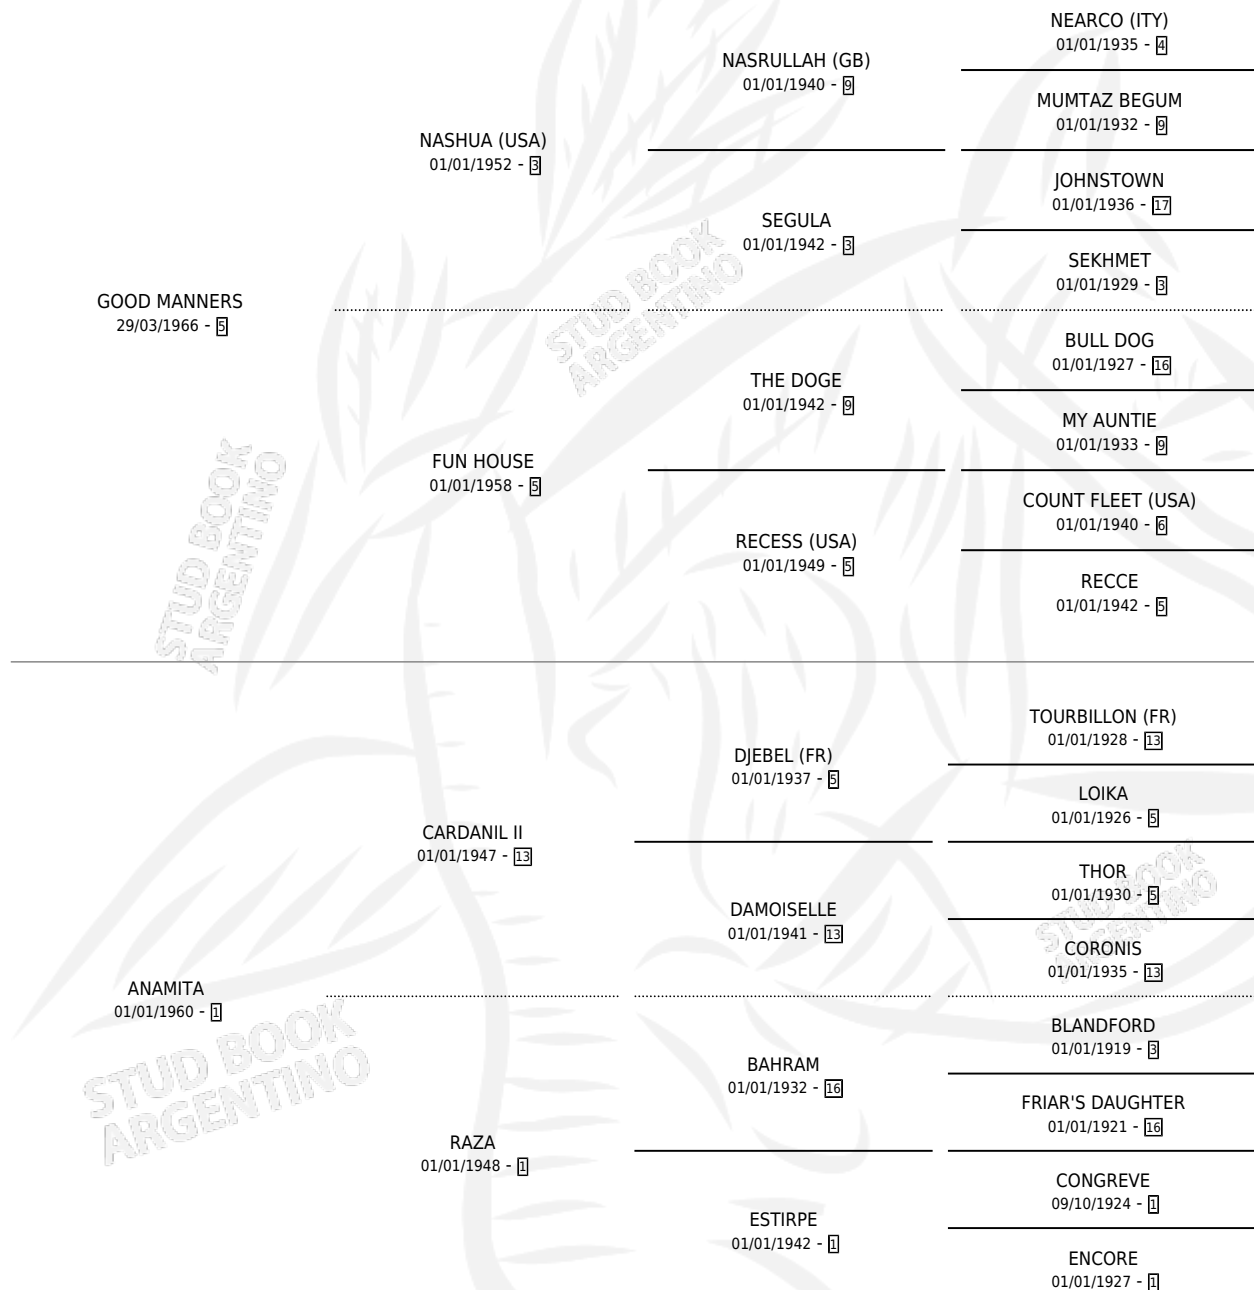 NEARCO (ITY)
01/01/1935 - 4
NASRULLAH (GB)
01/01/1940 - 9
MUMTAZ BEGUM
01/01/1932 - 9
NASHUA (USA)
01/01/1952 - 3
JOHNSTOWN
01/01/1936 - 17
SEGULA
01/01/1942 - 3
SEKHMET
01/01/1929 - 3
GOOD MANNERS
29/03/1966 - 5
BULL DOG
01/01/1927 - 16
THE DOGE
01/01/1942 - 9
MY AUNTIE
01/01/1933 - 9
FUN HOUSE
01/01/1958 - 5
COUNT FLEET (USA)
01/01/1940 - 6
RECESS (USA)
01/01/1949 - 5
RECCE
01/01/1942 - 5
TOURBILLON (FR)
01/01/1928 - 13
DJEBEL (FR)
01/01/1937 - 5
LOIKA
01/01/1926 - 5
CARDANIL II
01/01/1947 - 13
THOR
01/01/1930 - 5
DAMOISELLE
01/01/1941 - 13
CORONIS
01/01/1935 - 13
ANAMITA
01/01/1960 - 1
BLANDFORD
01/01/1919 - 3
BAHRAM
01/01/1932 - 16
FRIAR'S DAUGHTER
01/01/1921 - 16
RAZA
01/01/1948 - 1
CONGREVE
09/10/1924 - 1
ESTIRPE
01/01/1942 - 1
ENCORE
01/01/1927 - 1
STUD BOOK
ARGENTINO
STUD BOOK
ARGENTINO
STUD BOOK
ARGENTINO
STUD BOOK
ARGENTINO